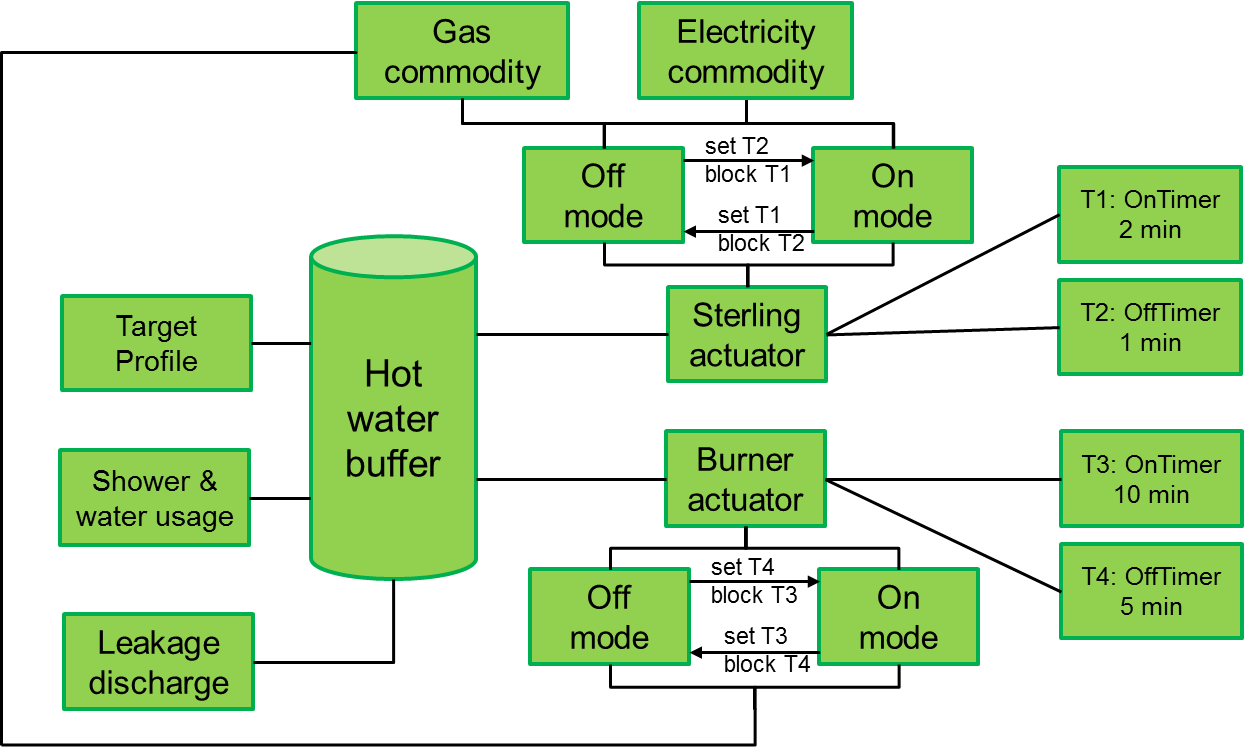 Gas
commodity
Electricity
commodity
Off
mode
set T2
block T1
set T1
block T2
On
mode
T1: OnTimer
2 min
Sterling
actuator
T2: OffTimer
1 min
Target
Profile
Hot
water
buffer
Shower &
water usage
Burner
actuator
T3: OnTimer
10 min
Off
mode
set T4
block T3
set T3
block T4
On
mode
T4: OffTimer
5 min
Leakage
discharge